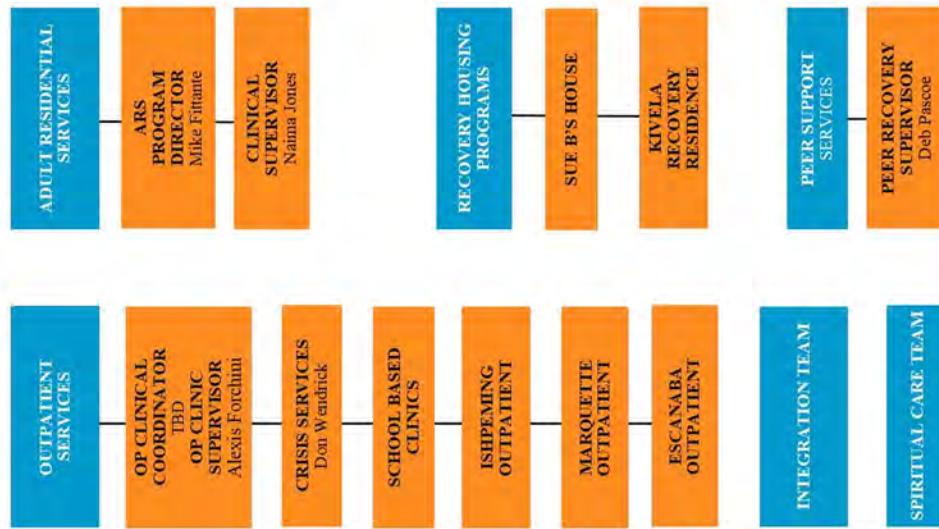 OUTPATIENT
SERVICES
OP CLINICAL
COORDINATOR
TBD
OP CLINIC
SUPERVISOR
Alexus Forchini
CRISIS SERVICES
Don Wendrick
SCHOOL BASED
CLINICS
ISHPEMING
OUTPATIENT
MARQUETTE
OUTPATIENT
ESCANABA
OUTPATIENT
INTEGRATION TEAM
SPIRITUAL CARE TEAM
ADULT RESIDENTIAL
SERVICES
ARS
PROGRAM
DIRECTOR
Mike Fittante
CLINICAL
SUPERVISOR
Naima Jones
RECOVERY HOUSING
PROGRAMS
SUE B'S HOUSE
KIVELA
RECOVERY
RESIDENCE
PEER SUPPORT
SERVICES
PEER RECOVERY
SUPERVISOR
Deb Pascoe